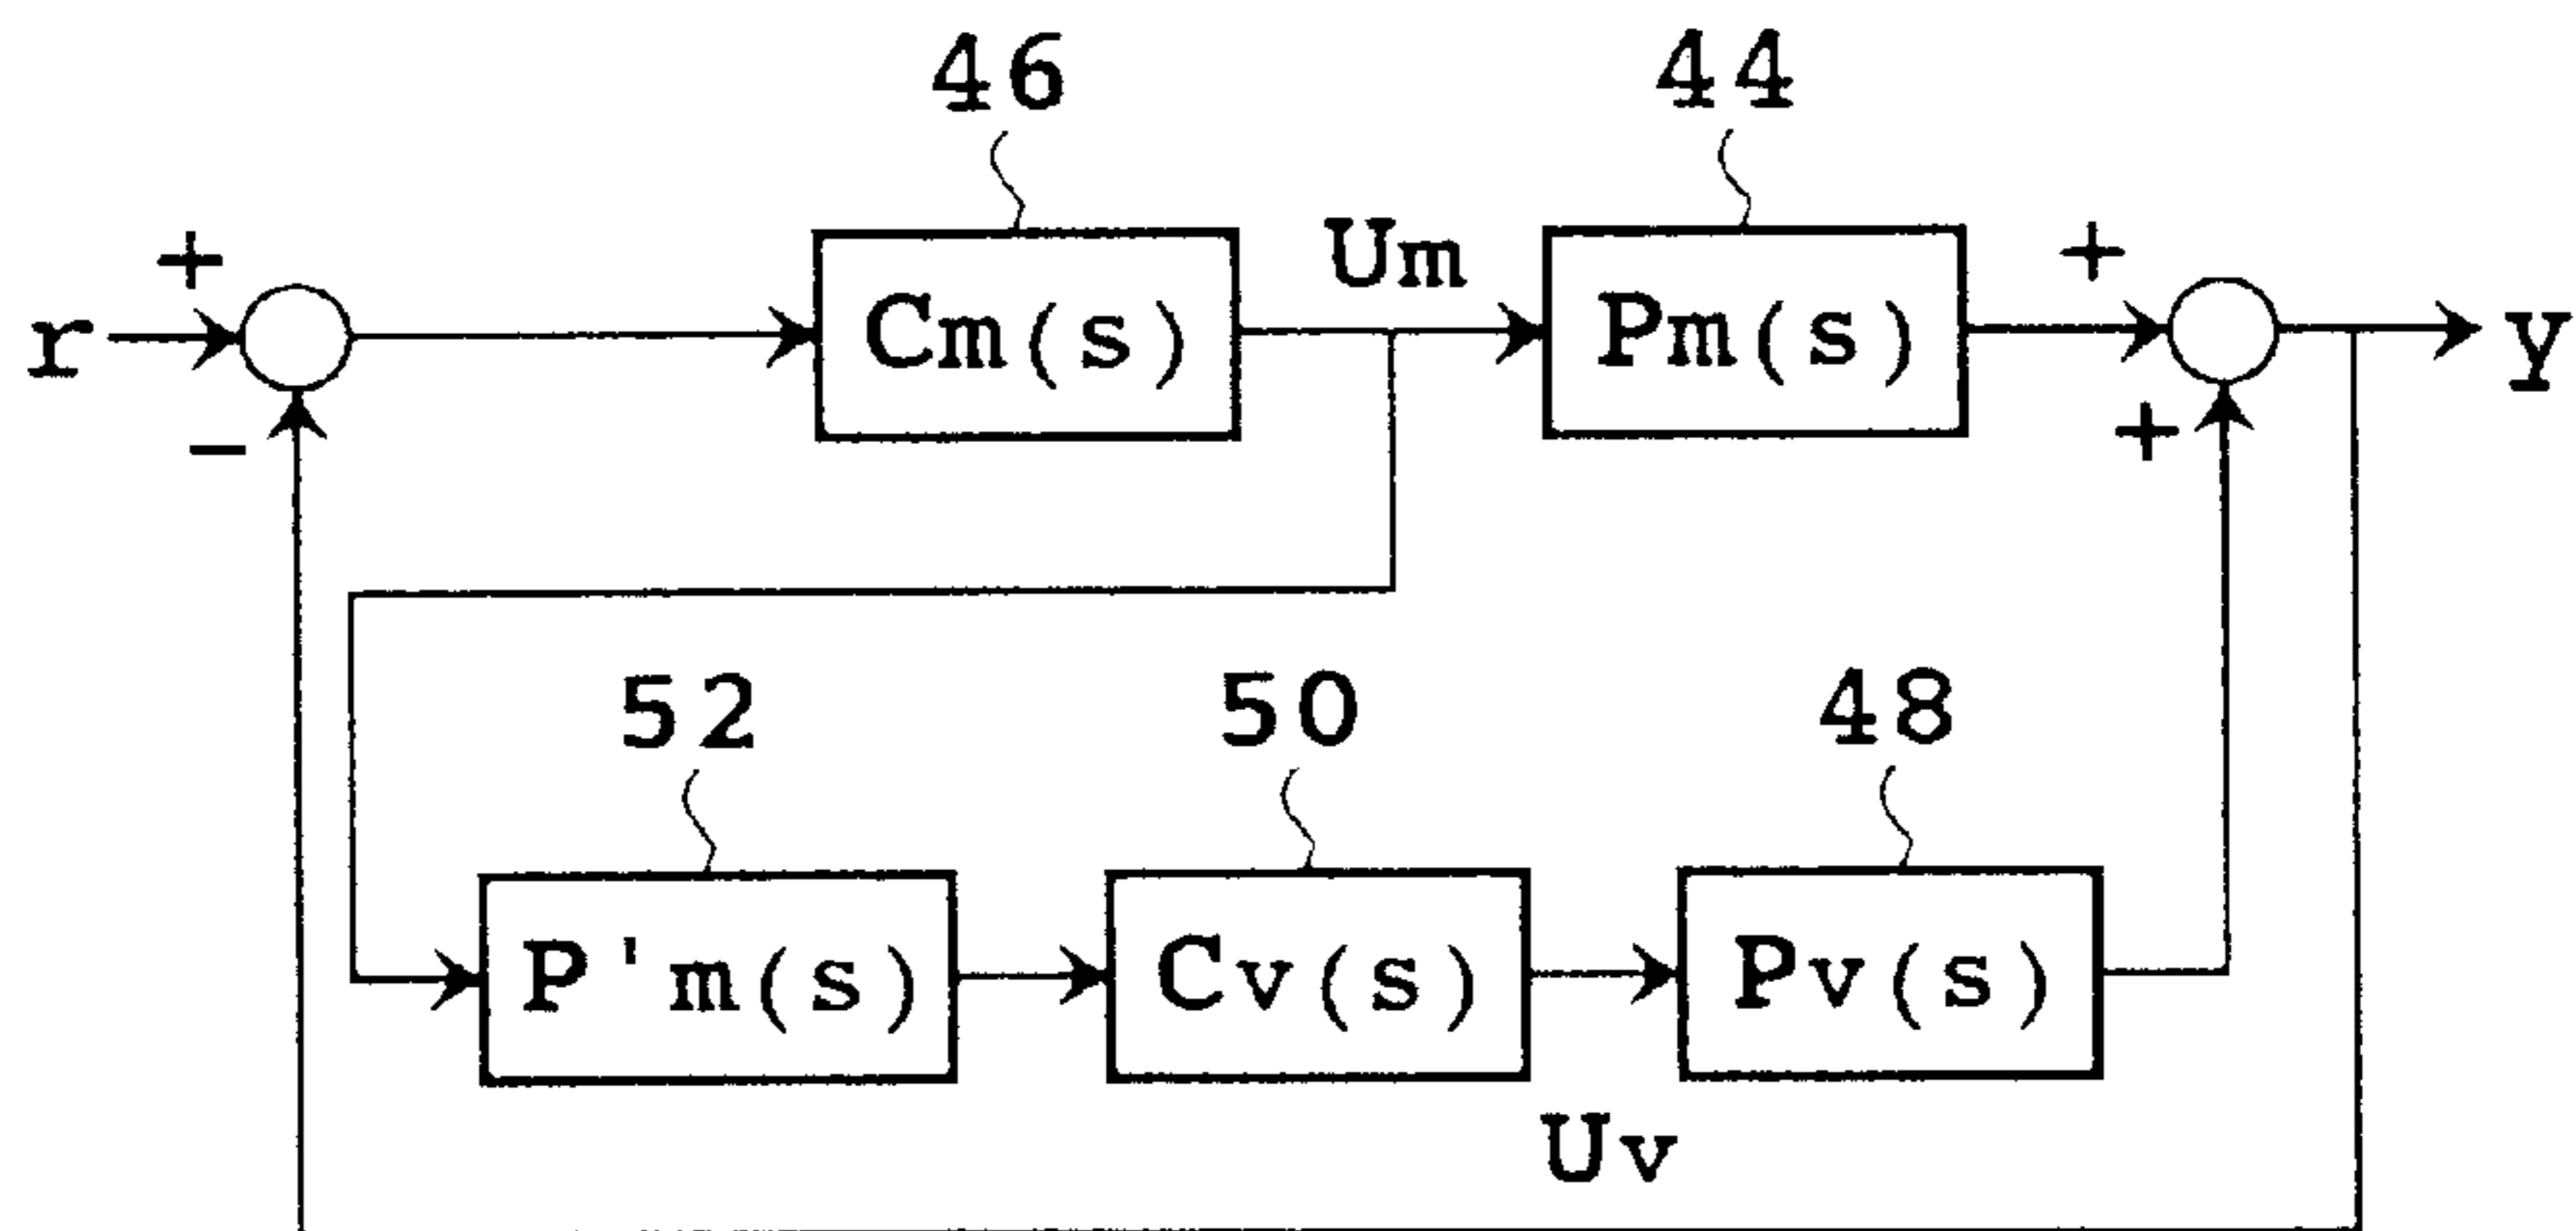 46 44
+ Um +
r Cm(s) Pm(s) y
- +
52 50 48
P'm(s) Cv(s) Pv(s)
Uv